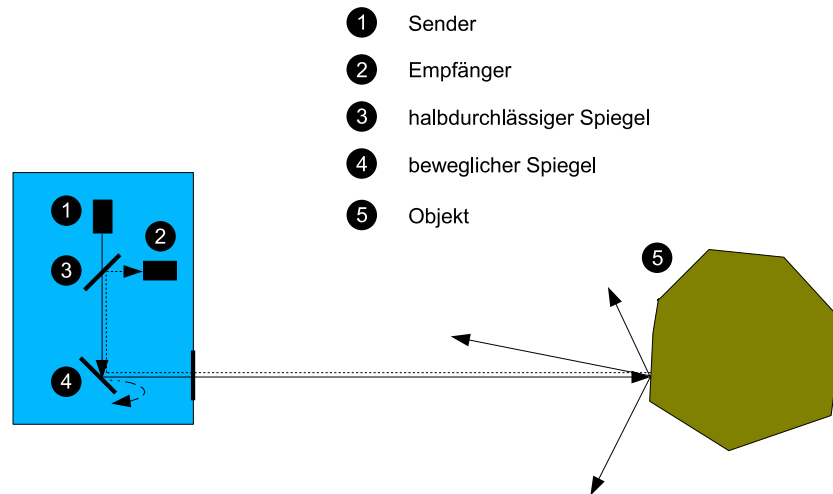 1 Sender
2 Empfänger
3 halbdurchlässiger Spiegel
4 beweglicher Spiegel
5 Objekt
1
2
3
4
5